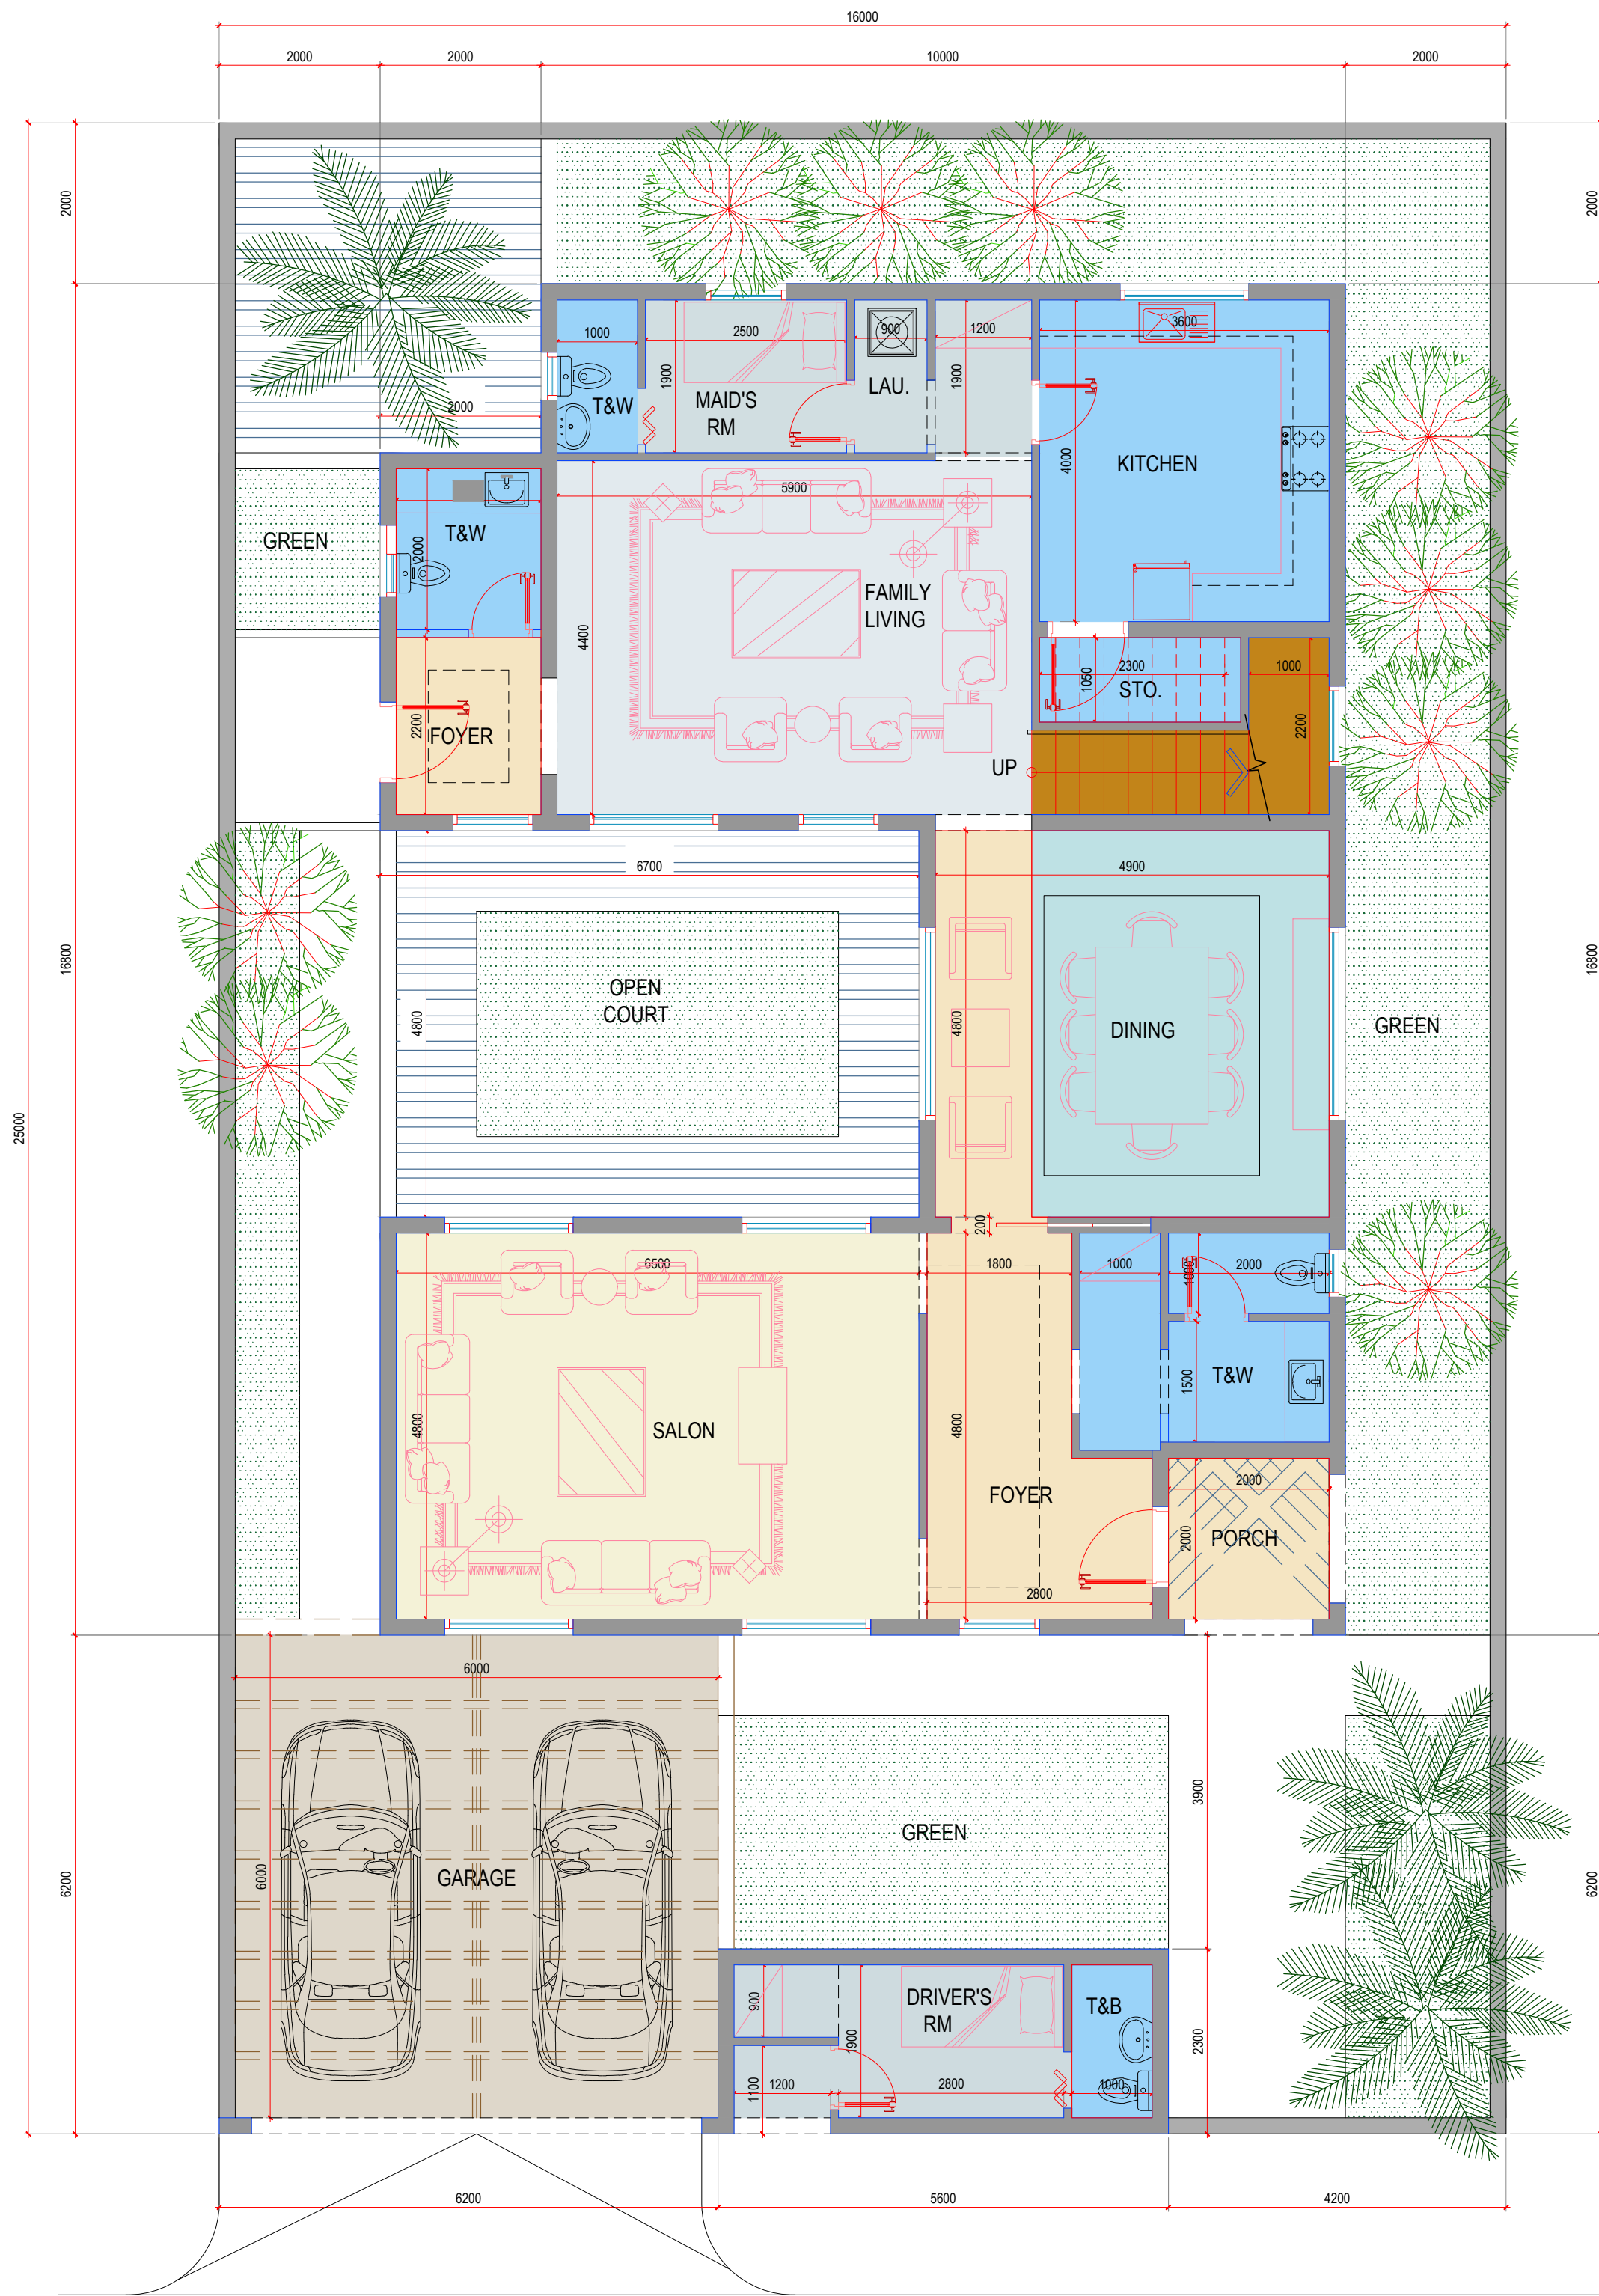 16000
2000
2000
10000
2000
2000
2000
1000
2500
900
1200
3600
1900
1900
LAU.
T&W
MAID'S
RM
2000
4000
KITCHEN
5900
T&W
GREEN
2000
FAMILY
LIVING
4400
2300
1000
1050
STO.
2200
2200
FOYER
UP
6700
4900
16800
16800
OPEN
COURT
4800
4800
DINING
GREEN
25000
200
6500
1800
1000
1000
2000
T&W
1500
4800
SALON
4800
2000
FOYER
PORCH
2000
2800
6000
3900
GREEN
6000
GARAGE
6200
6200
DRIVER'S
RM
T&B
900
1900
2300
1100
1200
2800
1000
6200
5600
4200